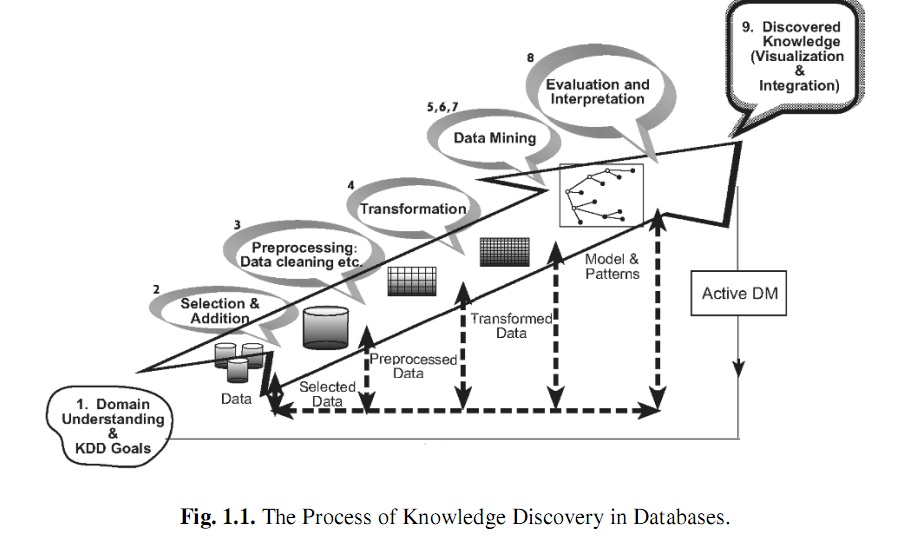 9. Discovered
Knowledge
(Visualization
&
Integration)
8
Evaluation and
Interpretation
5,6,7
Data Mining
4
Transformation
3
Preprocessing:
Data cleaning etc.
2
Selection &
Addition
Model &
Patterns
Active DM
Transformed
Data
Preprocessed
Data
Selected
Data
Data
1. Domain
Understanding
&
KDD Goals
Fig. 1.1. The Process of Knowledge Discovery in Databases.